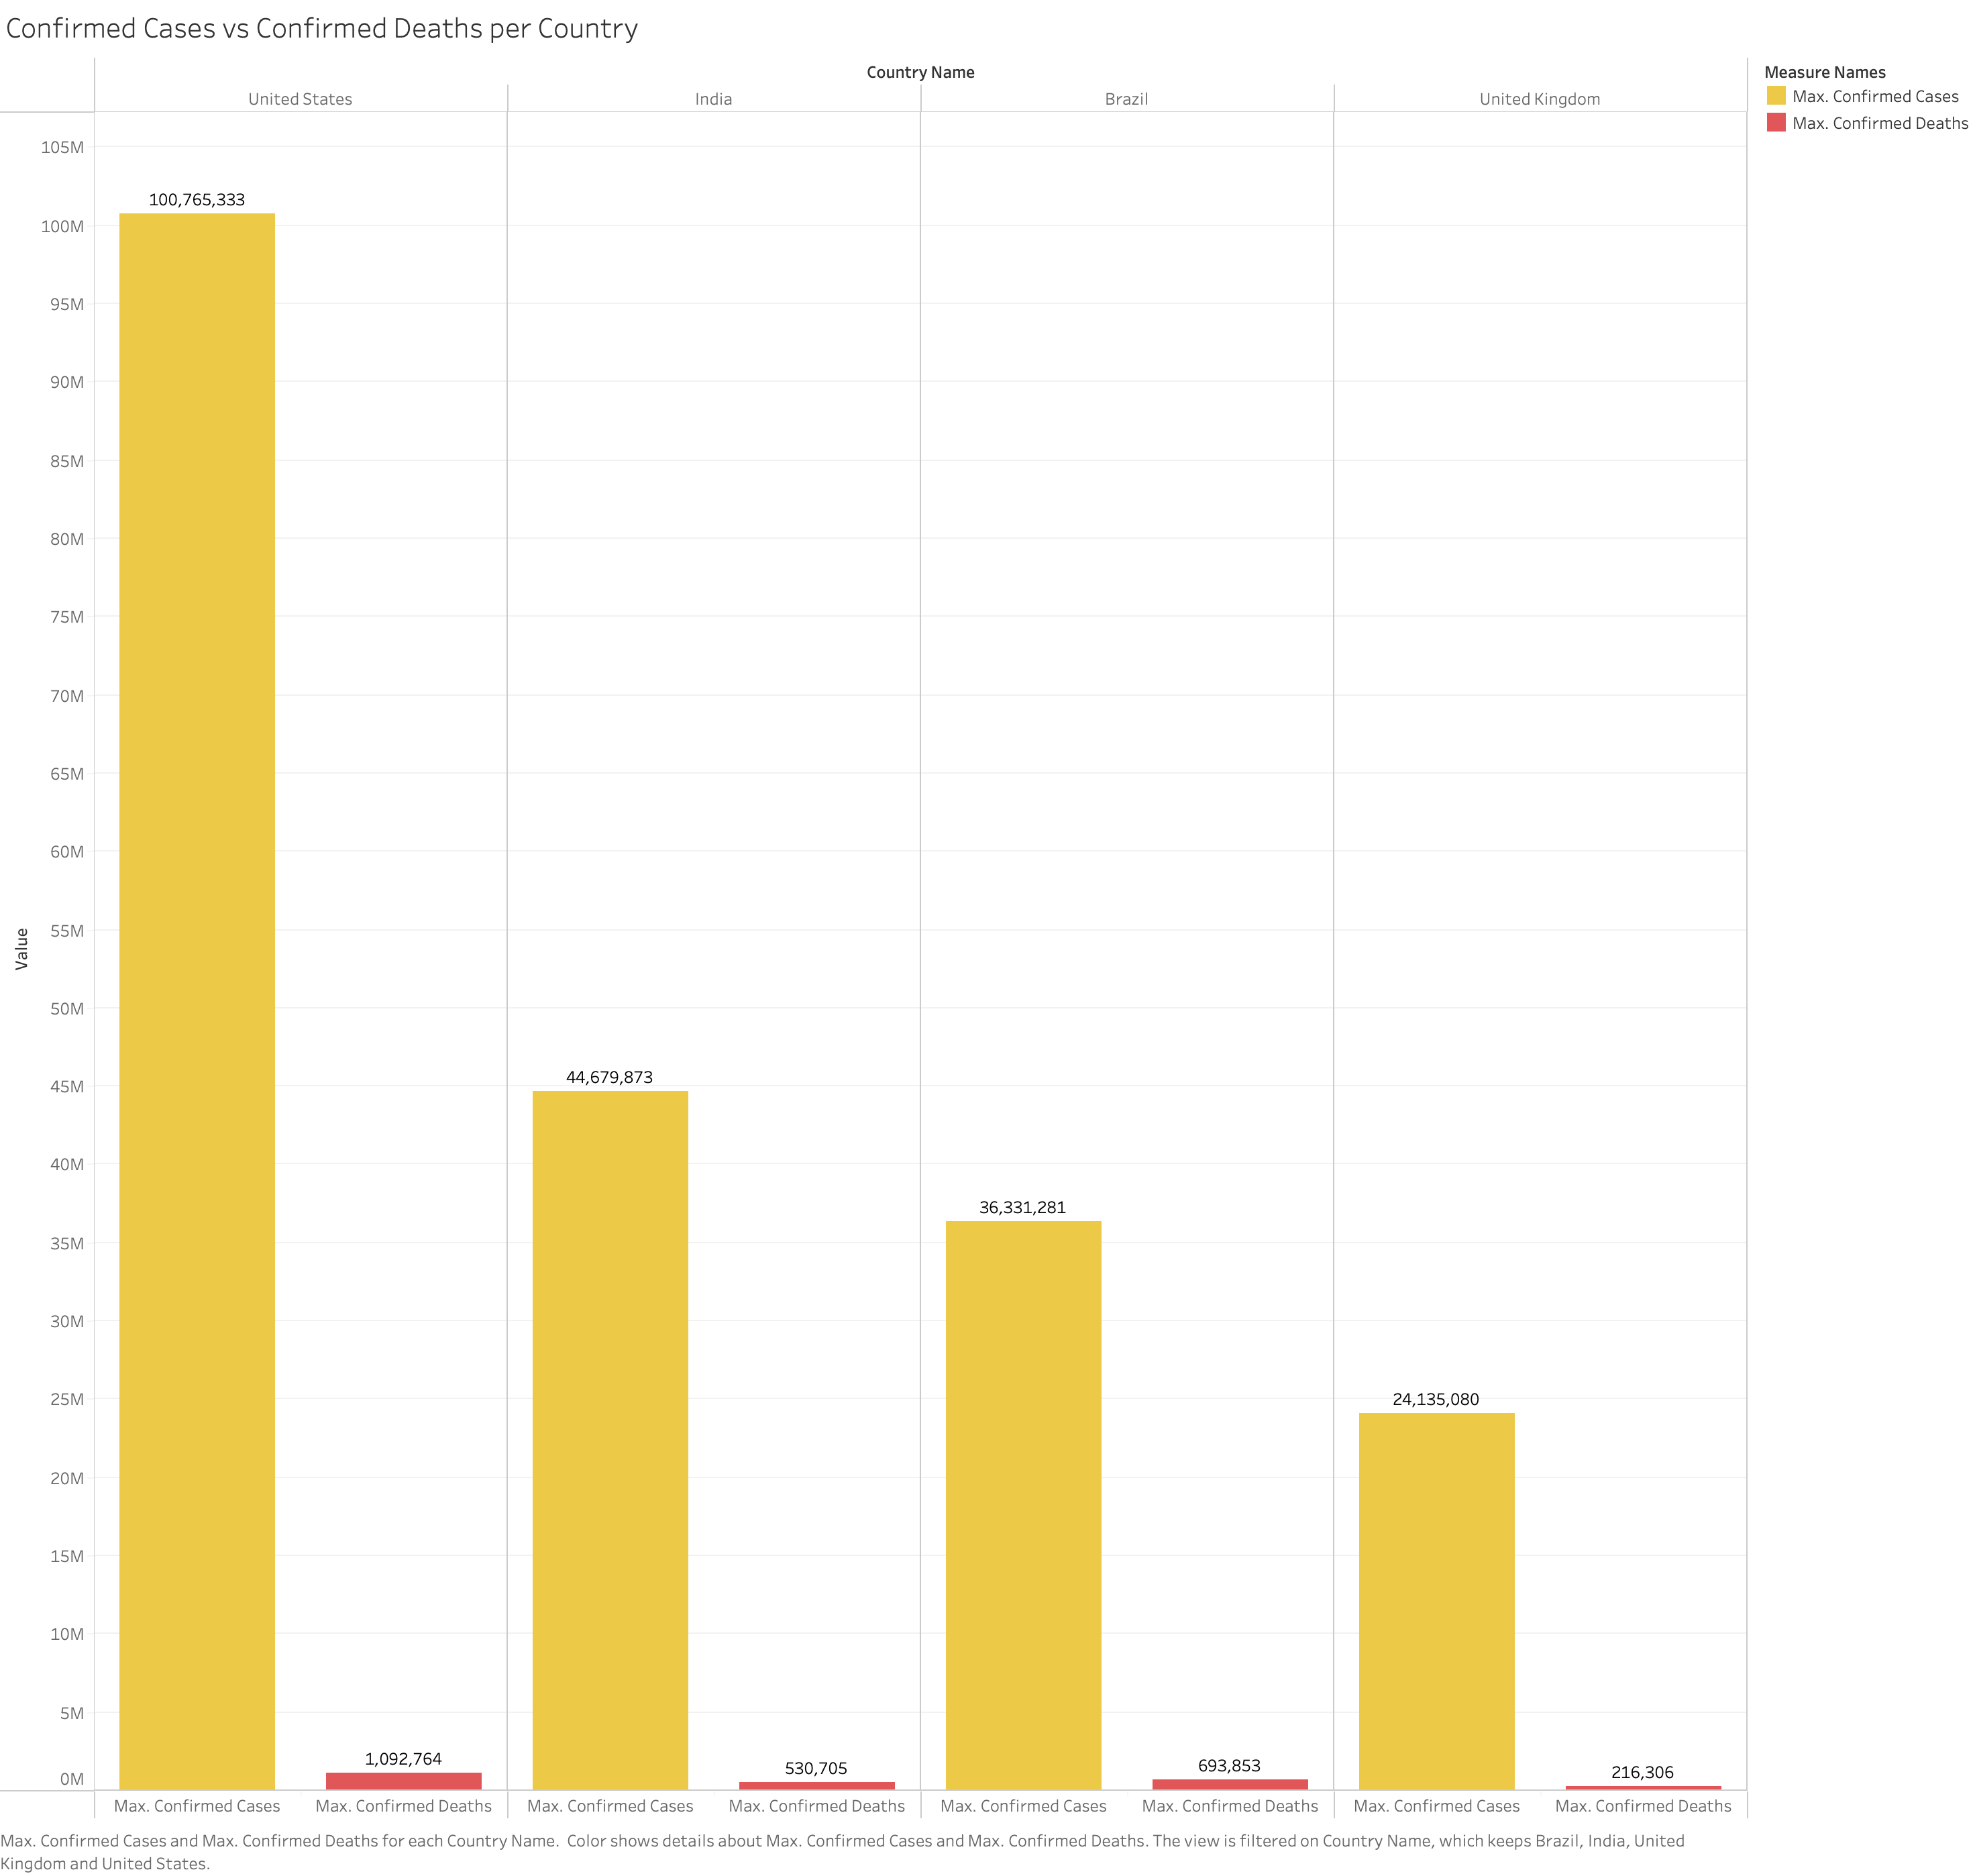 Confirmed Cases vs Confirmed Deaths per Country
Country Name
United States India Brazil United Kingdom
Measure Names
Max. Confirmed Cases
Max. Confirmed Deaths
Value
105M
100M
95M
90M
85M
80M
75M
70M
65M
60M
55M
50M
45M
40M
35M
30M
25M
20M
15M
10M
5M
0M
100,765,333
1,092,764
44,679,873
530,705
36,331,281
693,853
24,135,080
216,306
Max. Confirmed Cases Max. Confirmed Deaths Max. Confirmed Cases Max. Confirmed Deaths Max. Confirmed Cases Max. Confirmed Deaths Max. Confirmed Cases Max. Confirmed Deaths
Max. Confirmed Cases and Max. Confirmed Deaths for each Country Name.  Color shows details about Max. Confirmed Cases and Max. Confirmed Deaths. The view is filtered on Country Name, which keeps Brazil, India, United
Kingdom and United States.